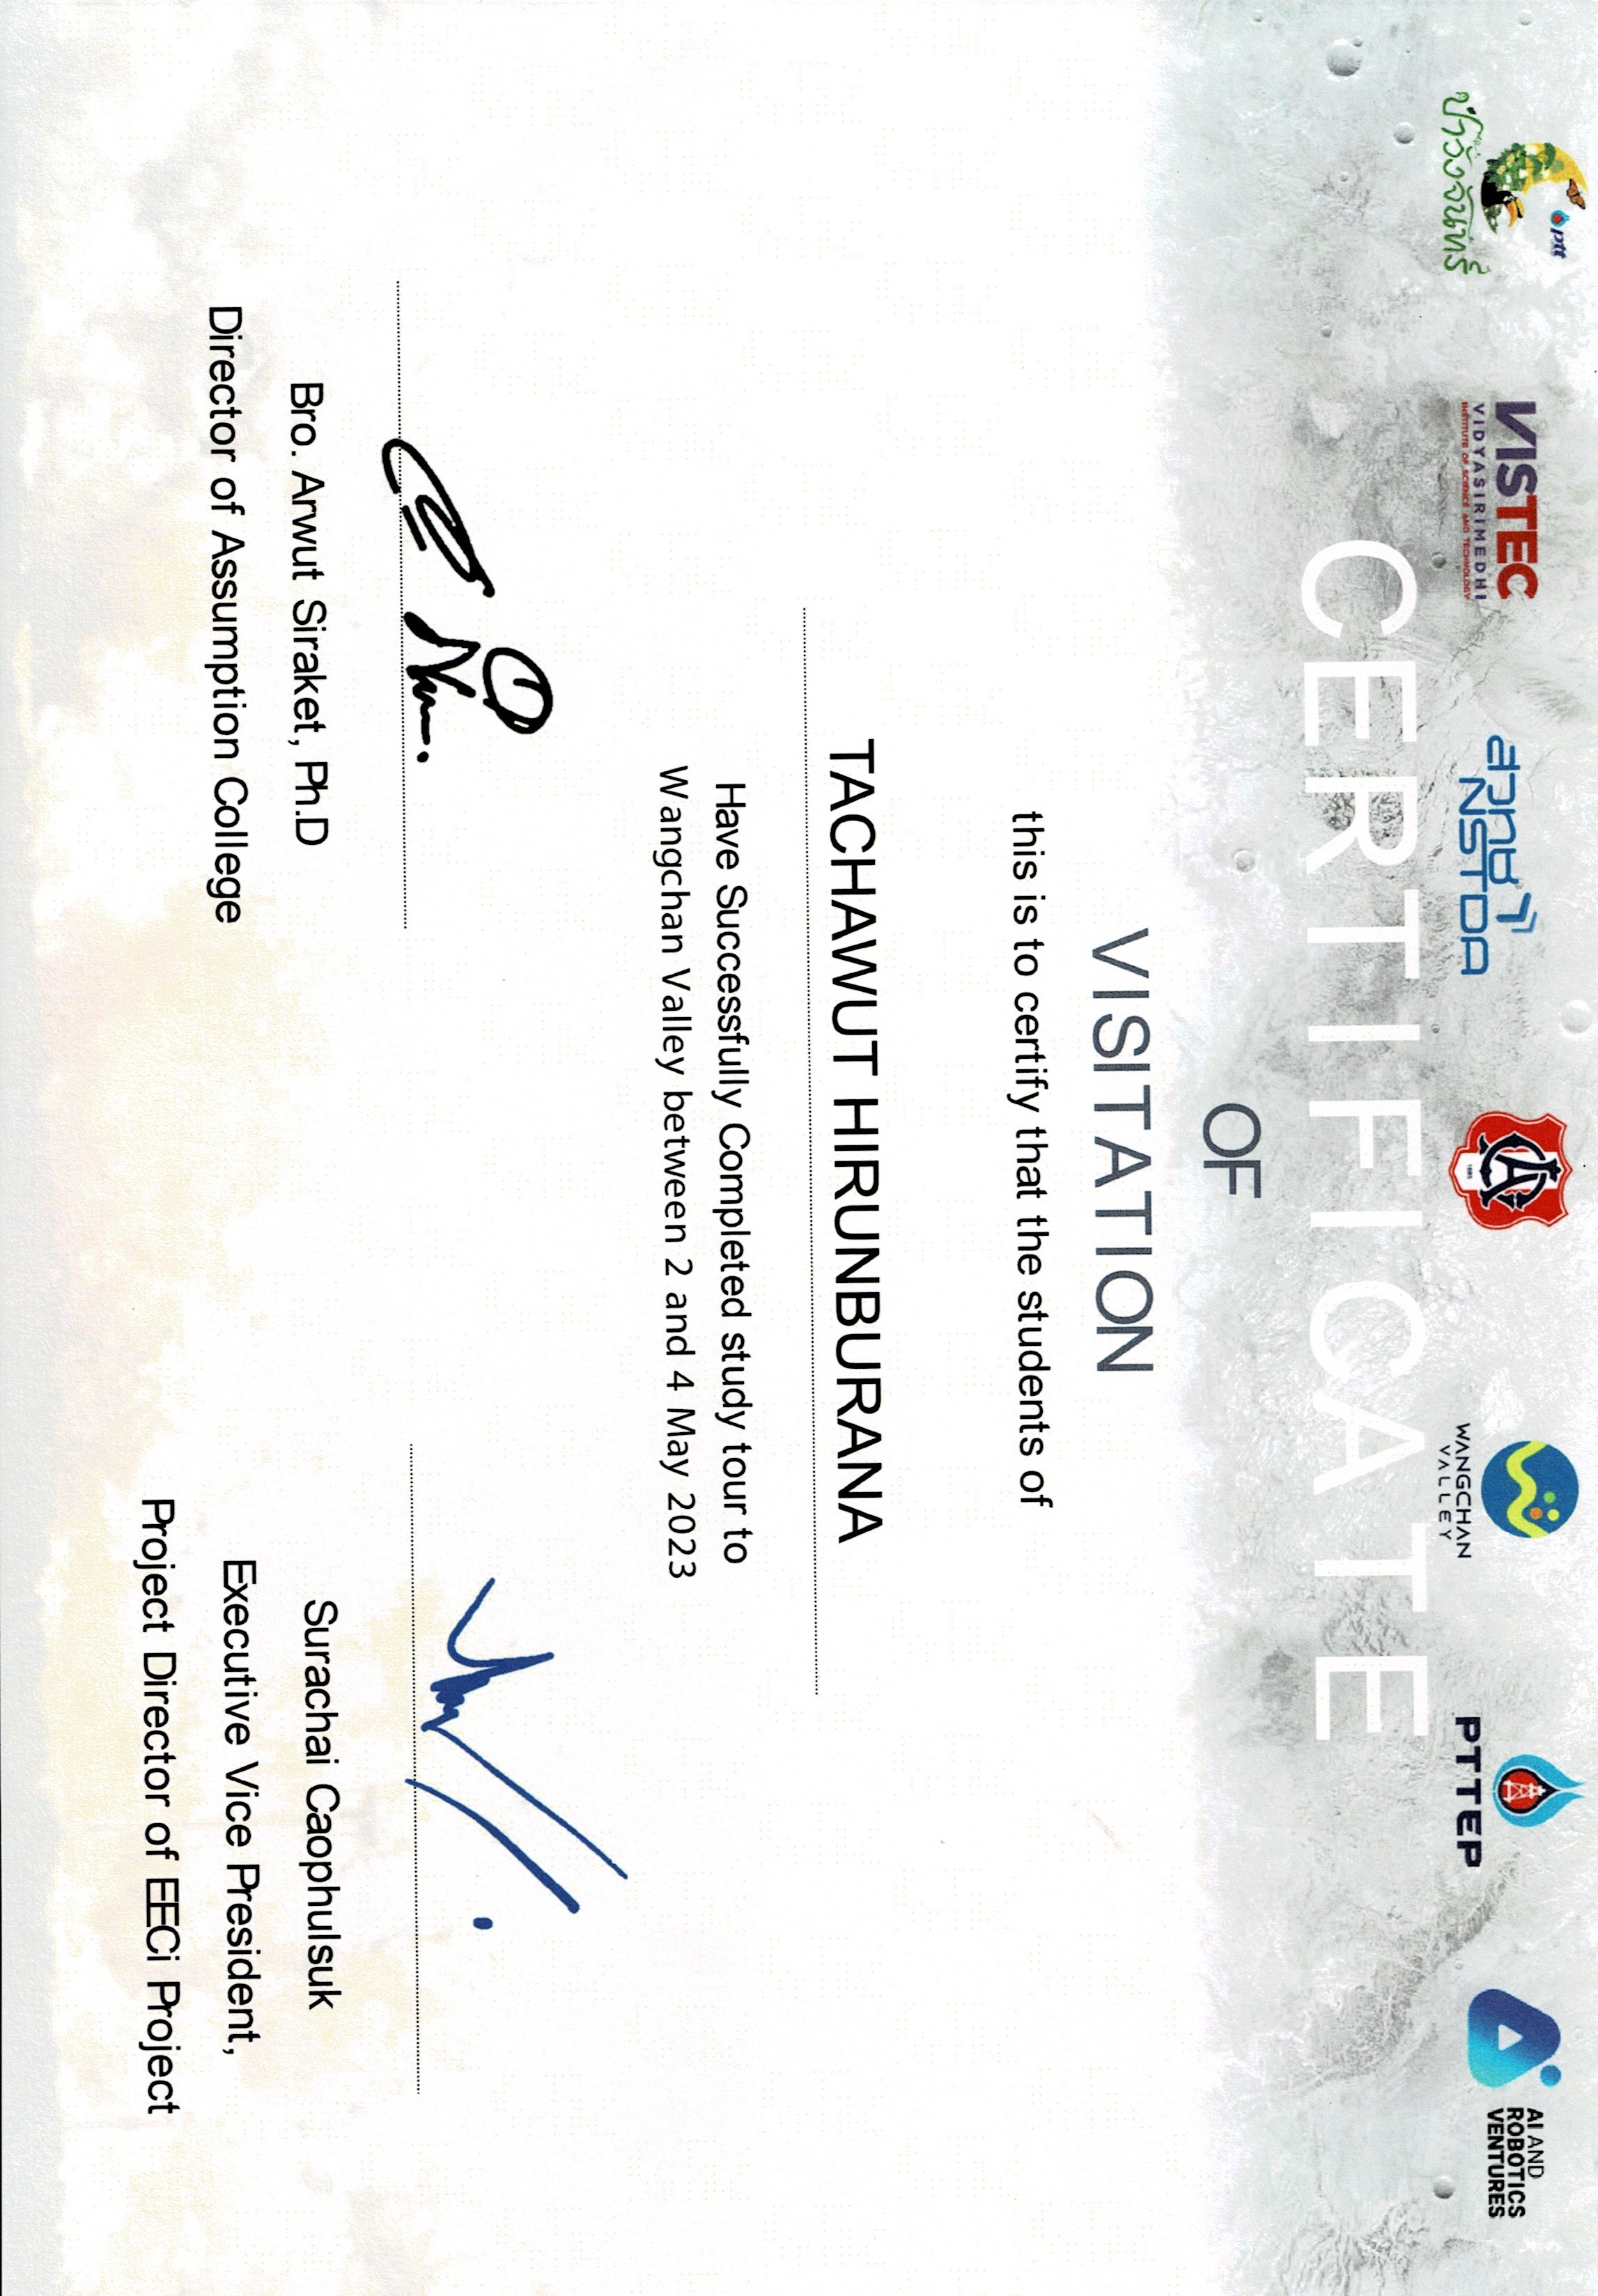 ptt
ป่าวังจันทร์
VISTEC
VIDYASIRIMEDHI
INSTITUTE OF SCIENCE AND TECHNOLOGY
สวทช
NSTDA
1885
WANGCHAN
VALLEY
PTTEP
AI AND
ROBOTICS
VENTURES
CERTIFICATE
OF
VISITATION
this is to certify that the students of
TACHAWUT HIRUNBURANA
Have Successfully Completed study tour to
Wangchan Valley between 2 and 4 May 2023
Bro. Arwut Siraket, Ph.D
Director of Assumption College
Surachai Caophulsuk
Executive Vice President,
Project Director of EECi Project